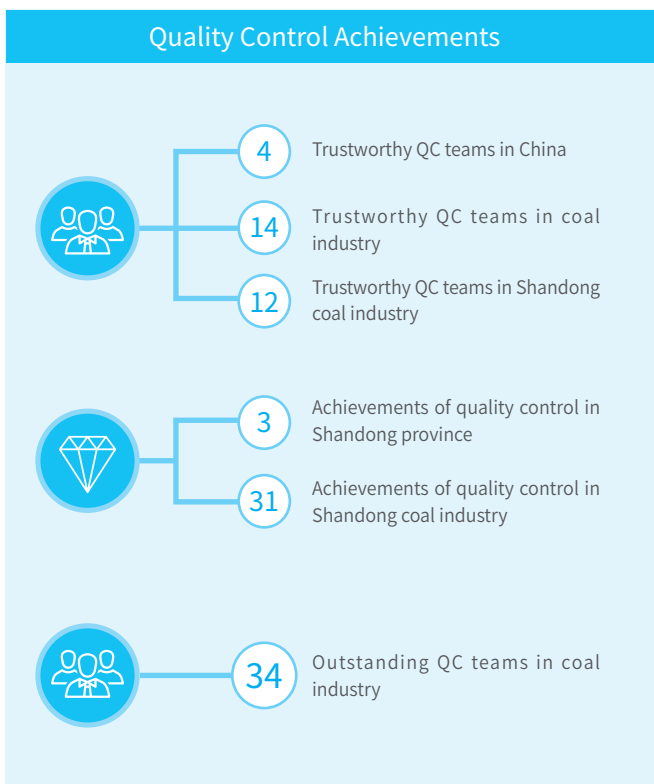 Quality Control Achievements
4
Trustworthy QC teams in China
14
Trustworthy QC teams in coal
industry
12
Trustworthy QC teams in Shandong
coal industry
3
Achievements of quality control in
Shandong province
31
Achievements of quality control in
Shandong coal industry
34
Outstanding QC teams in coal
industry